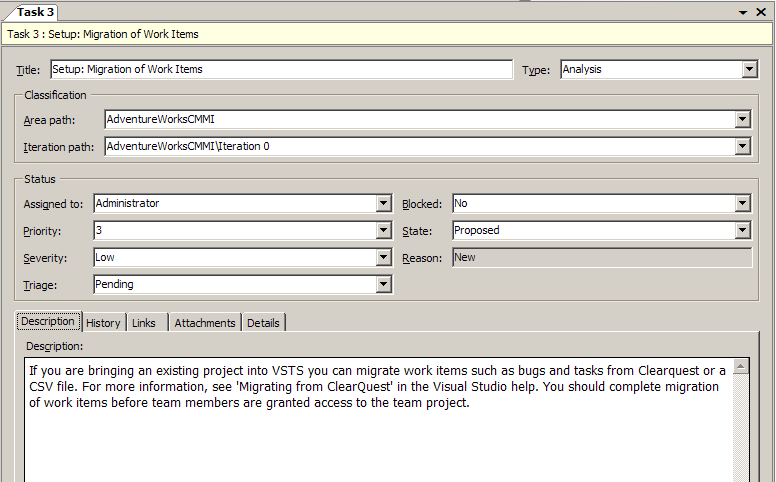 Task 3
Task 3 : Setup: Migration of Work Items
Title: Setup: Migration of Work Items Type: Analysis
Classification
Area path: AdventureWorksCMMI
Iteration path: AdventureWorksCMMI\Iteration 0
Status
Assigned to: Administrator Blocked: No
Priority: 3 State: Proposed
Severity: Low Reason: New
Triage: Pending
Description History Links Attachments Details
Description:
If you are bringing an existing project into VSTS you can migrate work items such as bugs and tasks from Clearquest or a
CSV file. For more information, see 'Migrating from ClearQuest' in the Visual Studio help. You should complete migration
of work items before team members are granted access to the team project.